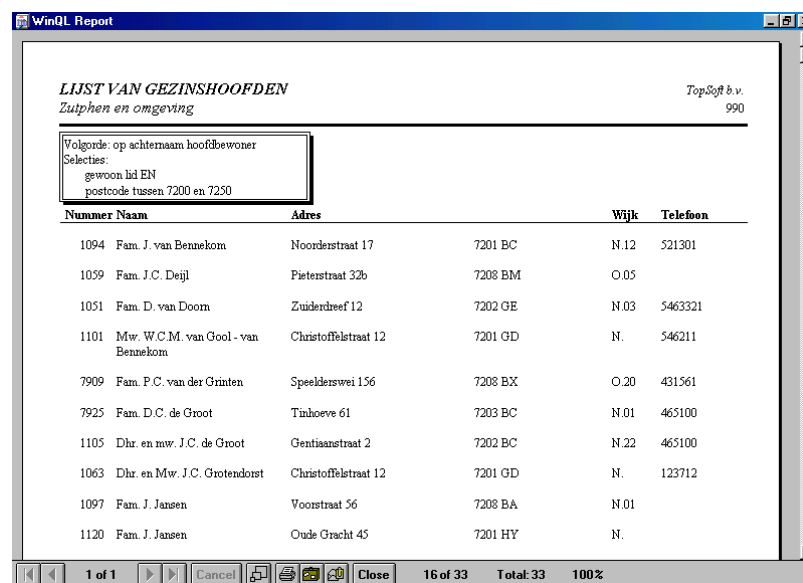 WinQL Report
LIJST VAN GEZINSHOOFDEN TopSoft b.v.
Zutphen en omgeving 990
Volgorde: op achternaam hoofdbewoner
Selecties:
gewoon lid EN
postcode tussen 7200 en 7250
Nummer Naam Adres Wijk Telefoon
1094 Fam. J. van Bennekom Noorderstraat 17 7201 BC N.12 521301
1059 Fam. J.C. Deijl Pieterstraat 32b 7208 BM O.05
1051 Fam. D. van Doorn Zuiderdreef 12 7202 GE N.03 5463321
1101 Mw. W.C.M. van Gool - van Christoffelstraat 12 7201 GD N. 546211
Bennekom
7909 Fam. P.C. van der Grinten Speelderswei 156 7208 BX O.20 431561
7925 Fam. D.C. de Groot Tinhoeve 61 7203 BC N.01 465100
1105 Dhr. en mw. J.C. de Groot Gentiaanstraat 2 7202 BC N.22 465100
1063 Dhr. en Mw. J.C. Grotendorst Christoffelstraat 12 7201 GD N. 123712
1097 Fam. J. Jansen Voorstraat 56 7208 BA N.01
1120 Fam. J. Jansen Oude Gracht 45 7201 HY N.
1 of 1 Cancel Close 16 of 33 Total: 33 100%